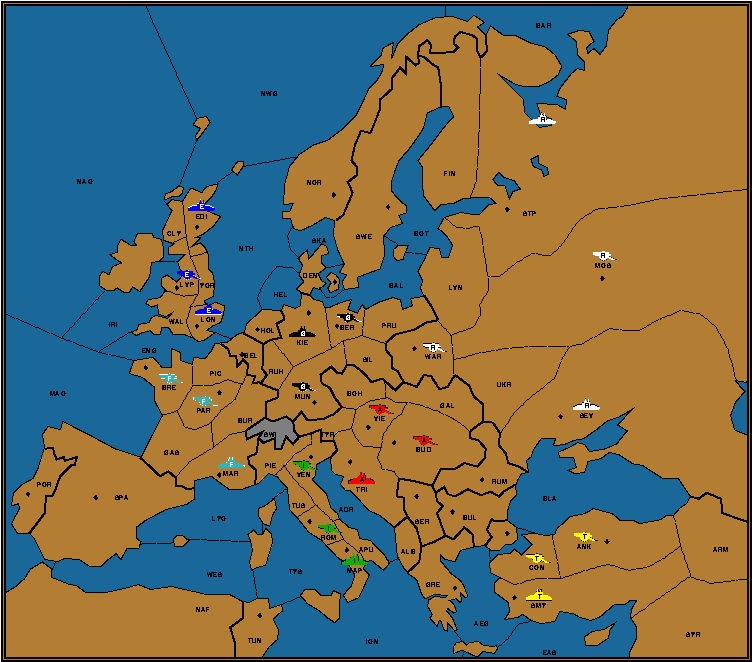 BAR
NWG
R
FIN
NAO
NOR
E
STP
EDI
CLY
SWE
BOT
SKA
NTH
R
MOS
E
DEN
LYP
YOR
BAL
LYN
HEL
E
LON
G
BER
WAL
IRI
PRU
HOL
G
KIE
ENG
R
WAR
BEL
SIL
RUH
PIC
F
BRE
G
MUN
UKR
MAO
BOH
F
PAR
A
VIE
GAL
R
SEV
BUR
SWI
TYR
A
BUD
GAS
F
MAR
PIE
I
VEN
A
TRI
RUM
POR
SPA
BLA
TUS
ADR
LYO
SER
BUL
I
ROM
T
ANK
APU
ALB
ARM
I
NAP
T
CON
WES
TYS
GRE
T
SMY
NAF
AEG
TUN
ION
SYR
EAS